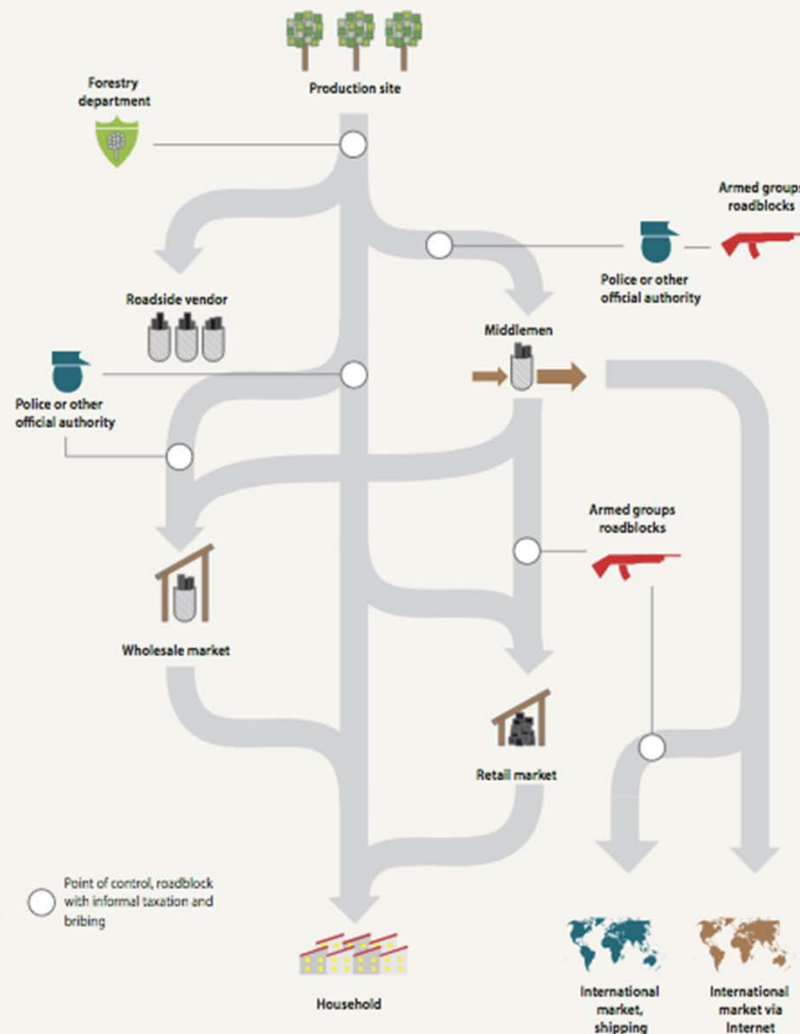 Production site
Forestry
department
Armed groups
roadblocks
Police or other
official authority
Roadside vendor
Middlemen
Police or other
official authority
Armed groups
roadblocks
Wholesale market
Retail market
Point of control, roadblock
with informal taxation and
bribing
Household
International
market,
shipping
International
market via
Internet